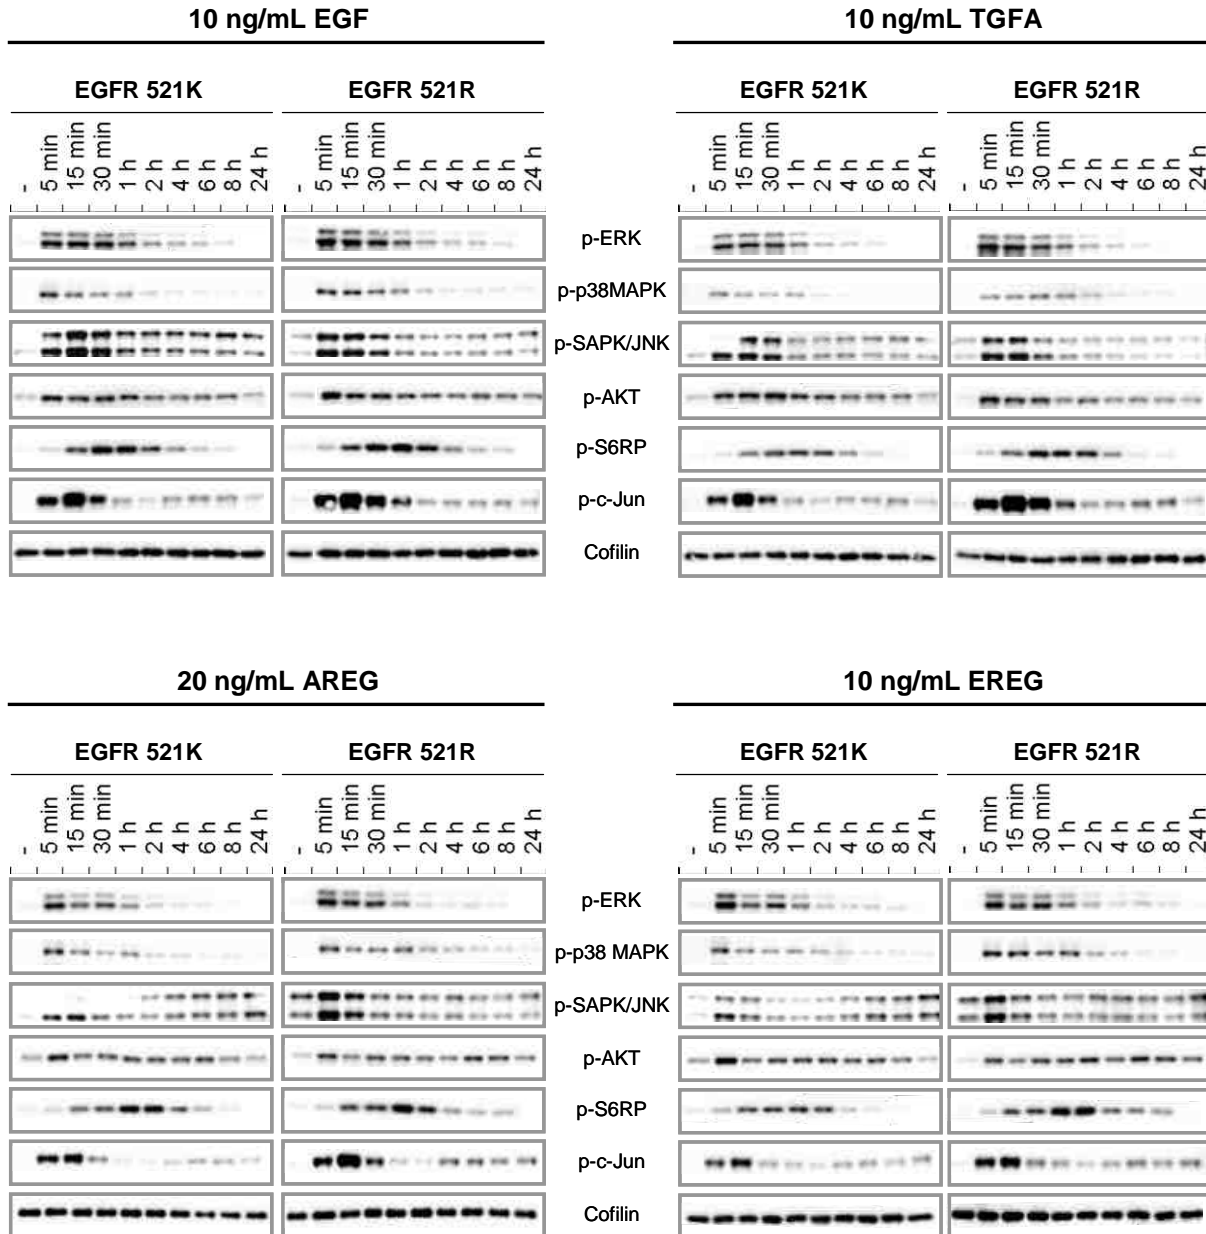 10 ng/mL EGF
10 ng/mL TGFA
EGFR 521K
EGFR 521R
EGFR 521K
EGFR 521R
- 5 min 15 min 30 min 1 h 2 h 4 h 6 h 8 h 24 h
- 5 min 15 min 30 min 1 h 2 h 4 h 6 h 8 h 24 h
- 5 min 15 min 30 min 1 h 2 h 4 h 6 h 8 h 24 h
- 5 min 15 min 30 min 1 h 2 h 4 h 6 h 8 h 24 h
p-ERK
p-p38MAPK
p-SAPK/JNK
p-AKT
p-S6RP
p-c-Jun
Cofilin
20 ng/mL AREG
10 ng/mL EREG
EGFR 521K
EGFR 521R
EGFR 521K
EGFR 521R
- 5 min 15 min 30 min 1 h 2 h 4 h 6 h 8 h 24 h
- 5 min 15 min 30 min 1 h 2 h 4 h 6 h 8 h 24 h
- 5 min 15 min 30 min 1 h 2 h 4 h 6 h 8 h 24 h
- 5 min 15 min 30 min 1 h 2 h 4 h 6 h 8 h 24 h
p-ERK
p-p38 MAPK
p-SAPK/JNK
p-AKT
p-S6RP
p-c-Jun
Cofilin